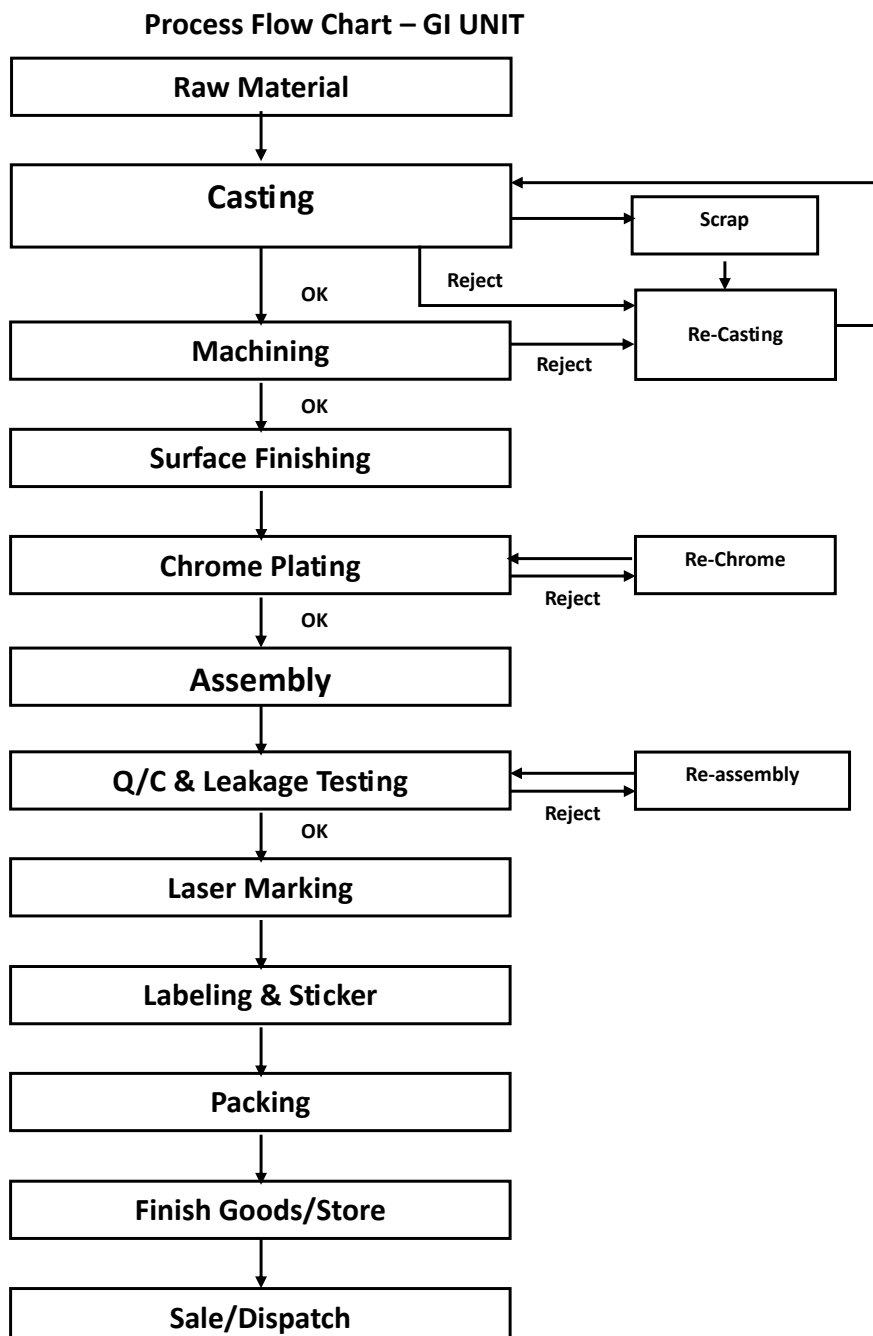 Process Flow Chart – GI UNIT
Raw Material
Casting
Scrap
Reject
OK
Re-Casting
Machining
Reject
OK
Surface Finishing
Chrome Plating
Re-Chrome
Reject
OK
Assembly
Q/C & Leakage Testing
Re-assembly
Reject
OK
Laser Marking
Labeling & Sticker
Packing
Finish Goods/Store
Sale/Dispatch